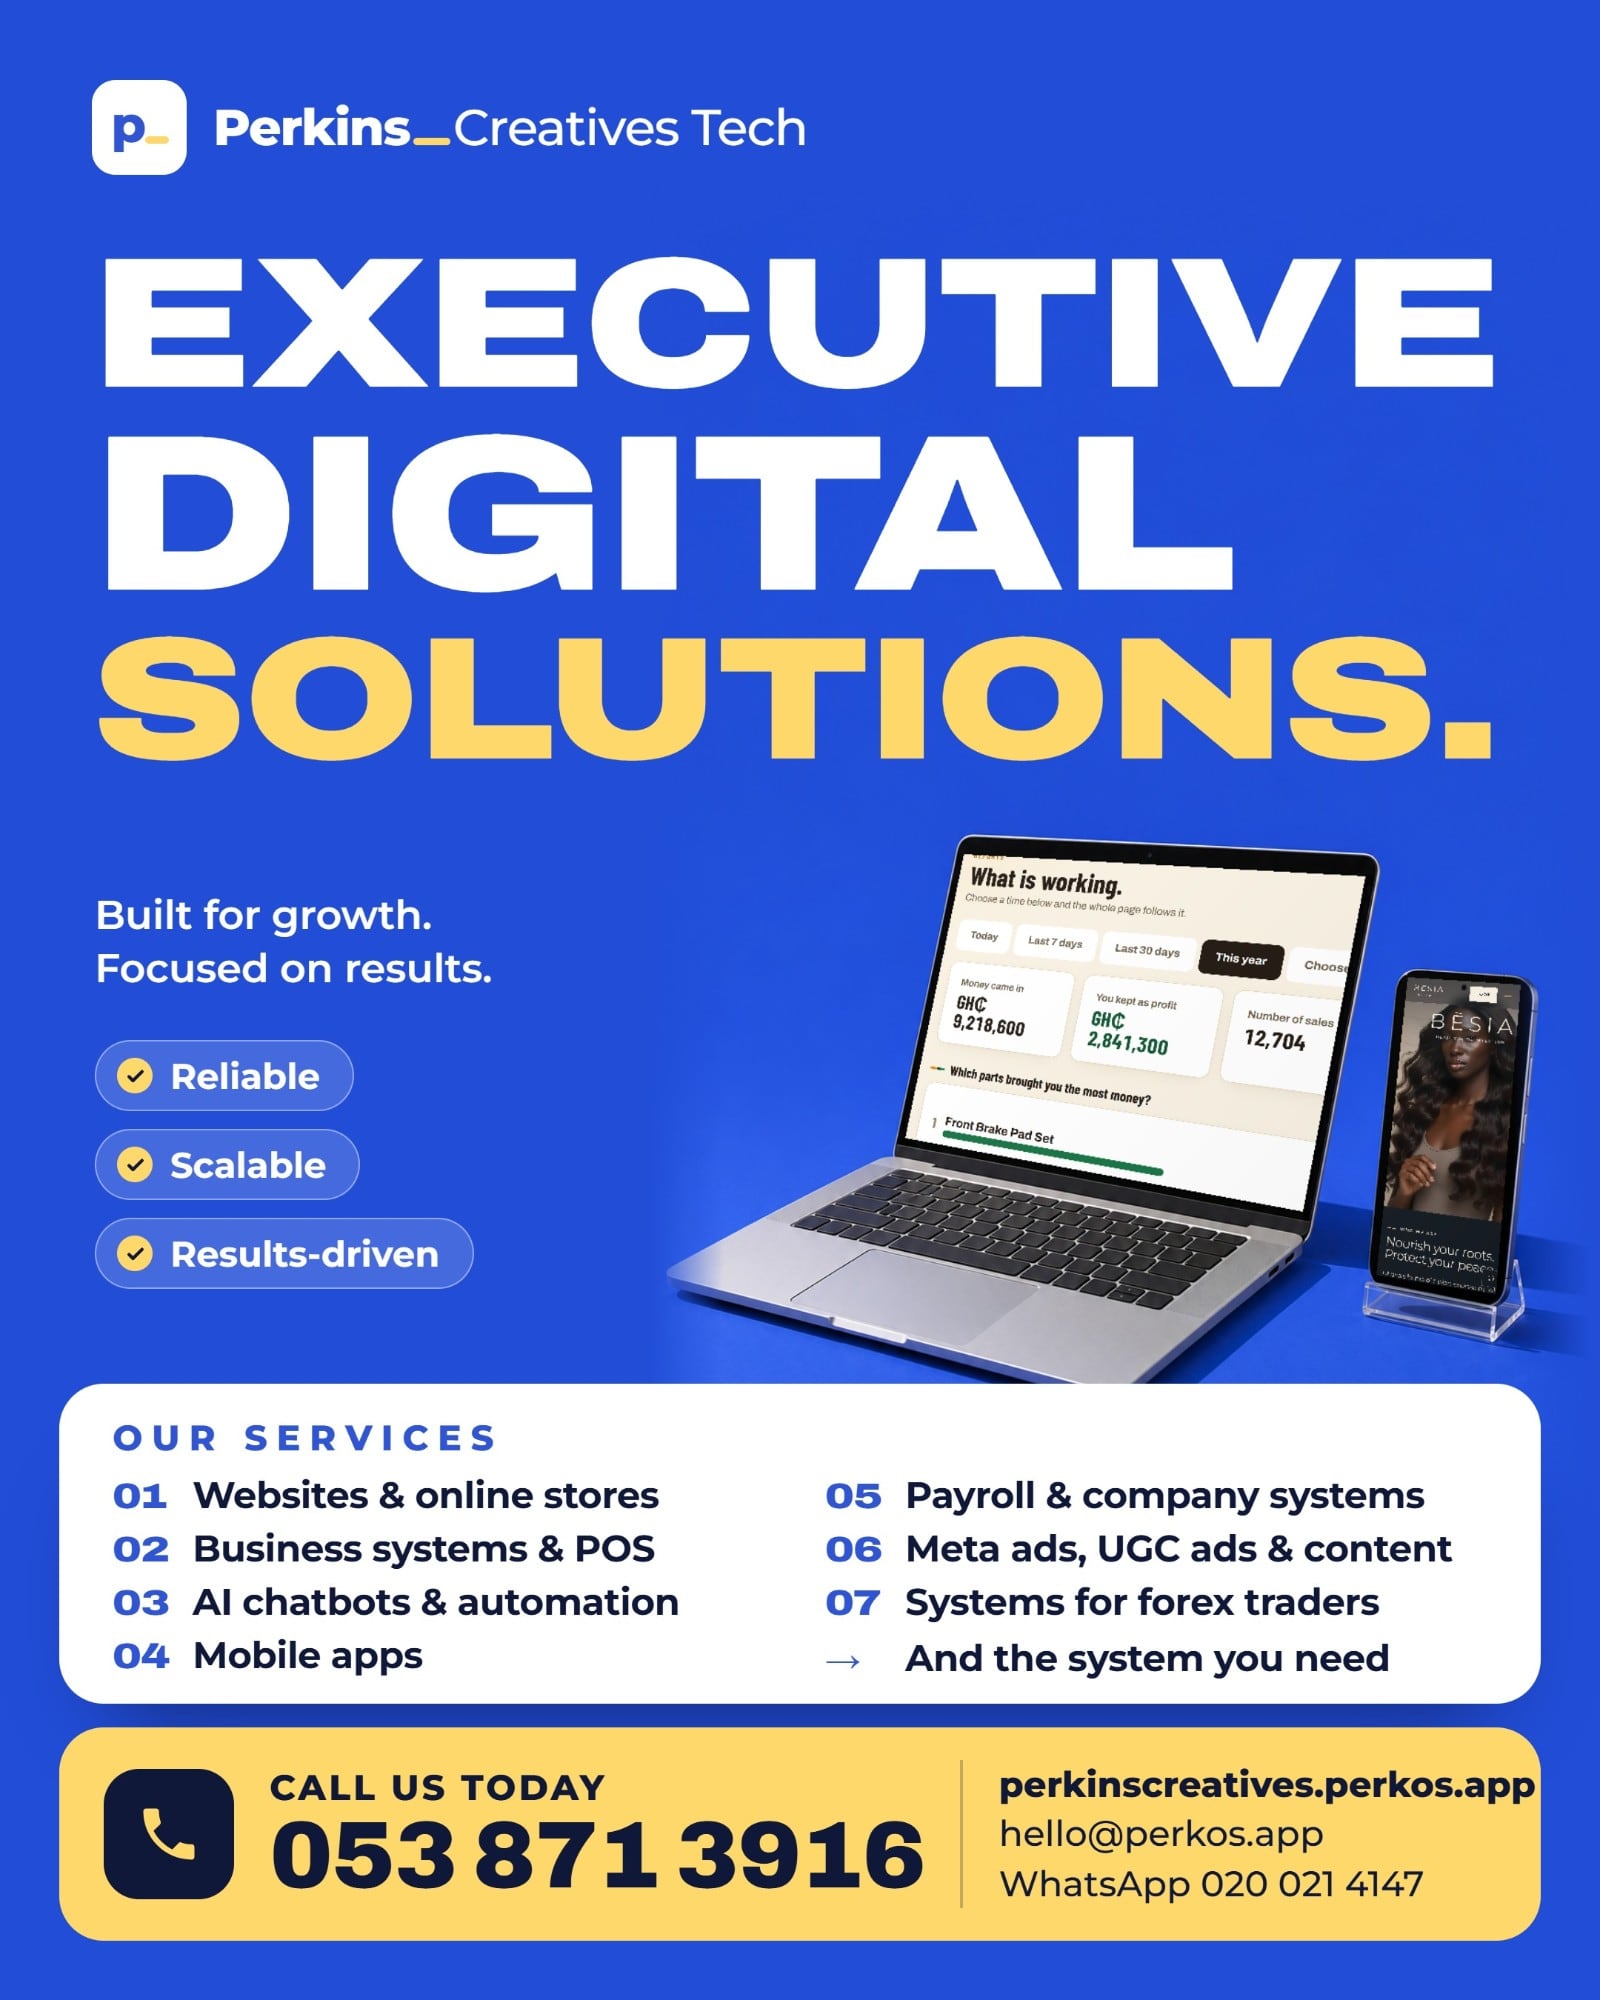 p_
Perkins_Creatives Tech
EXECUTIVE
DIGITAL
SOLUTIONS.
Built for growth.
Focused on results.
Reliable
Scalable
Results-driven
What is working.
Choose a time below and the whole page follows it.
Today
Last 7 days
Last 30 days
This year
Choose
Money came in
GH₵
9,218,600
You kept as profit
GH₵
2,841,300
Number of sales
12,704
Which parts brought you the most money?
1 Front Brake Pad Set
BĒSIA
Nourish your roots.
Protect your peace.
OUR SERVICES
01 Websites & online stores
02 Business systems & POS
03 AI chatbots & automation
04 Mobile apps
05 Payroll & company systems
06 Meta ads, UGC ads & content
07 Systems for forex traders
→ And the system you need
CALL US TODAY
053 871 3916
perkinscreatives.perkos.app
hello@perkos.app
WhatsApp 020 021 4147